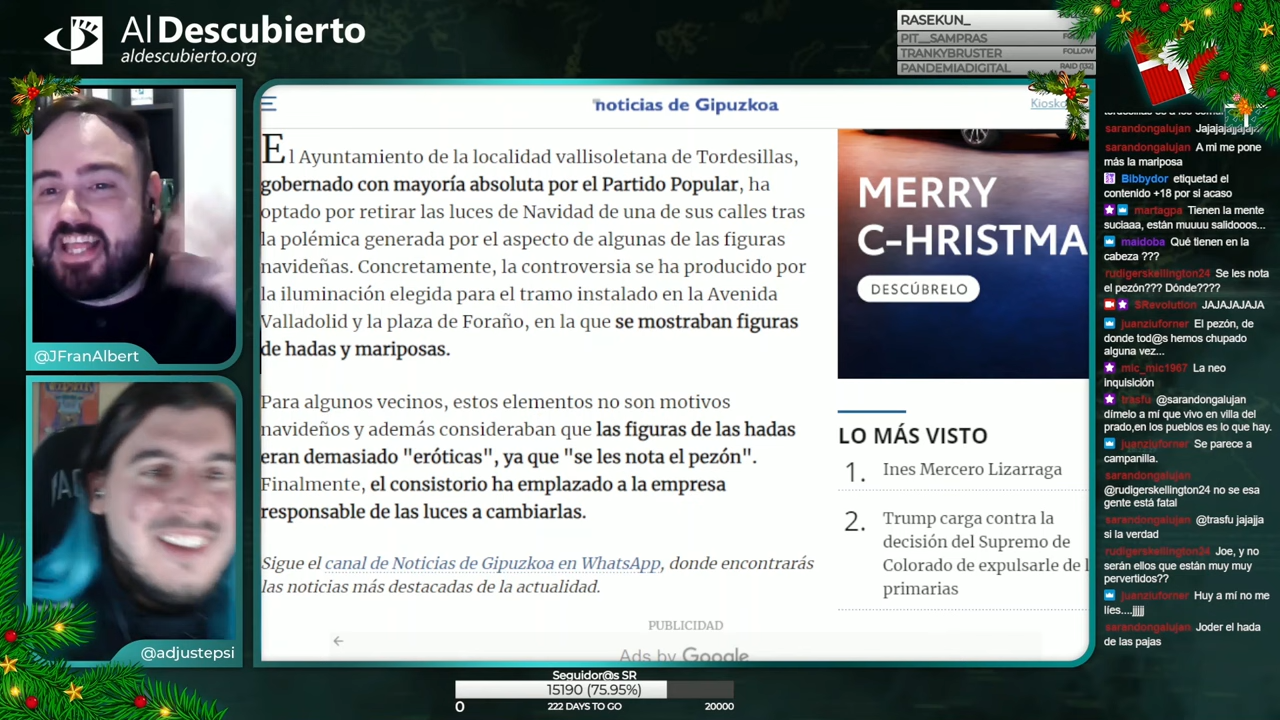 Al Descubierto
aldescubierto.org
RASEKUN_
PIT__SAMPRAS
TRANKYBRUSTER FOLLOW
PANDEMIADIGITAL RAID (132)
@JFranAlbert
@adjustepsi
noticias de Gipuzkoa
Kiosko
El Ayuntamiento de la localidad vallisoletana de Tordesillas,
gobernado con mayoría absoluta por el Partido Popular, ha
optado por retirar las luces de Navidad de una de sus calles tras
la polémica generada por el aspecto de algunas de las figuras
navideñas. Concretamente, la controversia se ha producido por
la iluminación elegida para el tramo instalado en la Avenida
Valladolid y la plaza de Foraño, en la que se mostraban figuras
de hadas y mariposas.
Para algunos vecinos, estos elementos no son motivos
navideños y además consideraban que las figuras de las hadas
eran demasiado "eróticas", ya que "se les nota el pezón".
Finalmente, el consistorio ha emplazado a la empresa
responsable de las luces a cambiarlas.
Sigue el canal de Noticias de Gipuzkoa en WhatsApp, donde encontrarás
las noticias más destacadas de la actualidad.
PUBLICIDAD
Ads by Google
MERRY
C-HRISTMA
DESCÚBRELO
LO MÁS VISTO
1. Ines Mercero Lizarraga
2. Trump carga contra la
decisión del Supremo de
Colorado de expulsarle de l
primarias
sarandongalujan Jajajajajjajaj
sarandongalujan A mi me pone
más la mariposa
Bibbydor etiquetad el
contenido +18 por si acaso
martagpa Tienen la mente
suciaaa, están muuuu salidooos...
maidoba Qué tienen en la
cabeza ???
rudigerskellington24 Se les nota
el pezón??? Dónde????
SRevolution JAJAJAJAJA
juanziuforner El pezón, de
donde tod@s hemos chupado
alguna vez...
mic_mic1967 La neo
inquisición
trasfu @sarandongalujan
dímelo a mí que vivo en villa del
prado,en los pueblos es lo que hay.
juanziuforner Se parece a
campanilla.
sarandongalujan
@rudigerskellington24 no se esa
gente está fatal
sarandongalujan @trasfu jajajja
si la verdad
rudigerskellington24 Joe, y no
serán ellos que están muy muy
pervertidos??
juanziuforner Huy a mí no me
líes....jjjjj
sarandongalujan Joder el hada
de las pajas
Seguidor@s SR
15190 (75.95%)
0 222 DAYS TO GO 20000